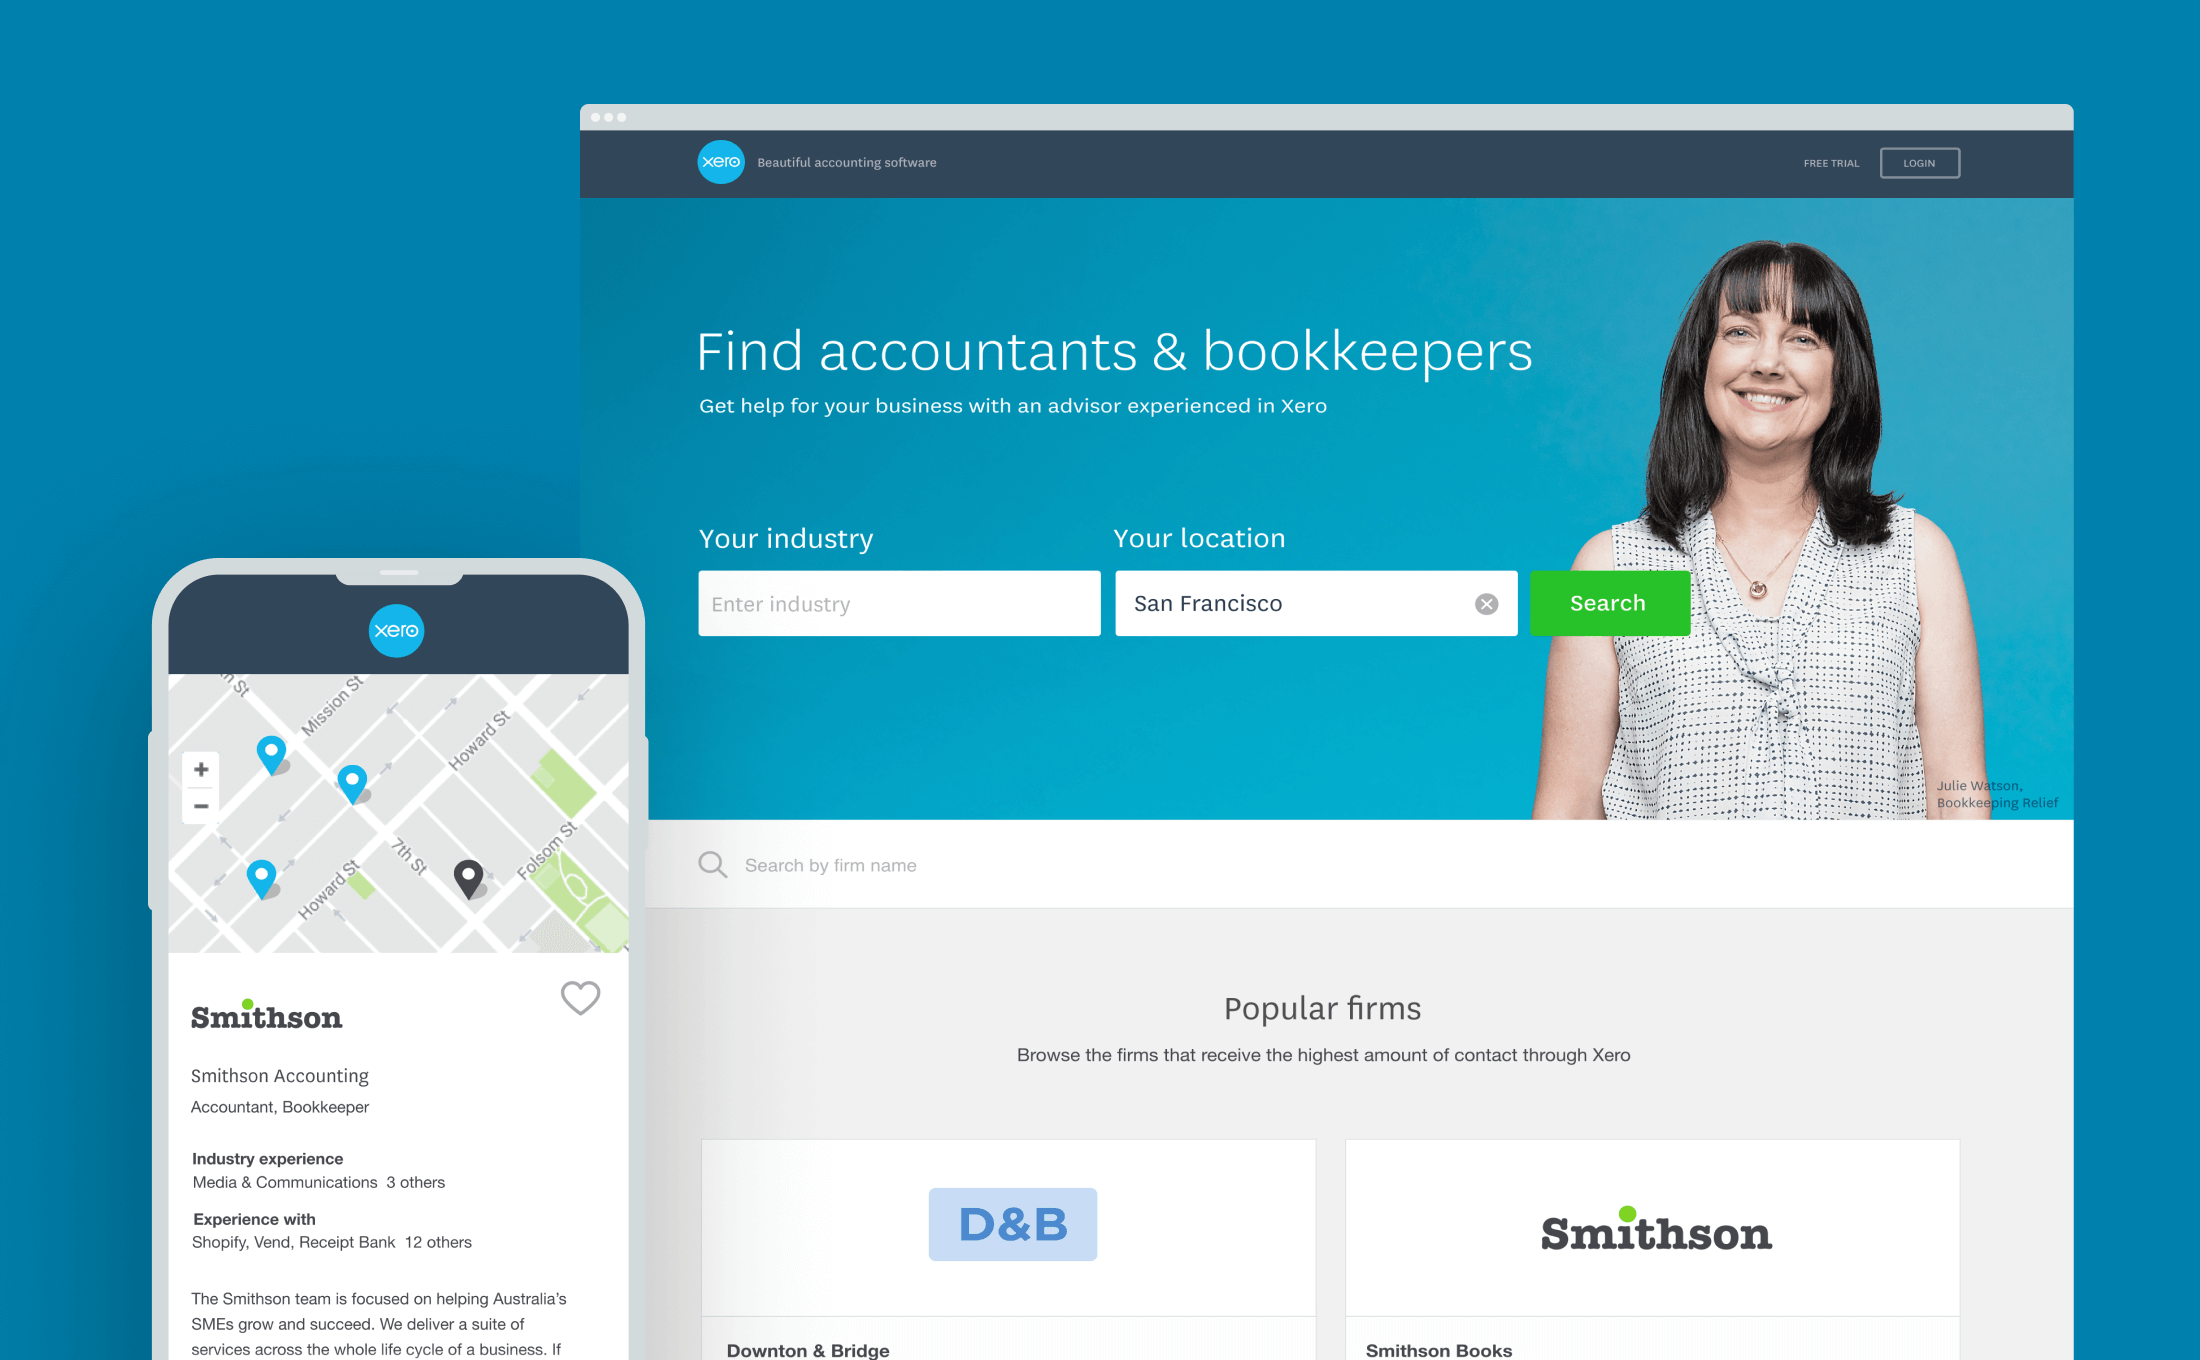 xero
Beautiful accounting software
FREE TRIAL
LOGIN
Find accountants & bookkeepers
Get help for your business with an advisor experienced in Xero
Your industry
Your location
Enter industry
San Francisco
Search
Julie Watson,
Bookkeeping Relief
Search by firm name
Popular firms
Browse the firms that receive the highest amount of contact through Xero
D&B
Smithson
Downton & Bridge
Smithson Books
xero
St
Mission St
Howard St
+
−
7th St
Howard St
Folsom St
Smithson
Smithson Accounting
Accountant, Bookkeeper
Industry experience
Media & Communications 3 others
Experience with
Shopify, Vend, Receipt Bank 12 others
The Smithson team is focused on helping Australia’s
SMEs grow and succeed. We deliver a suite of
services across the whole life cycle of a business. If